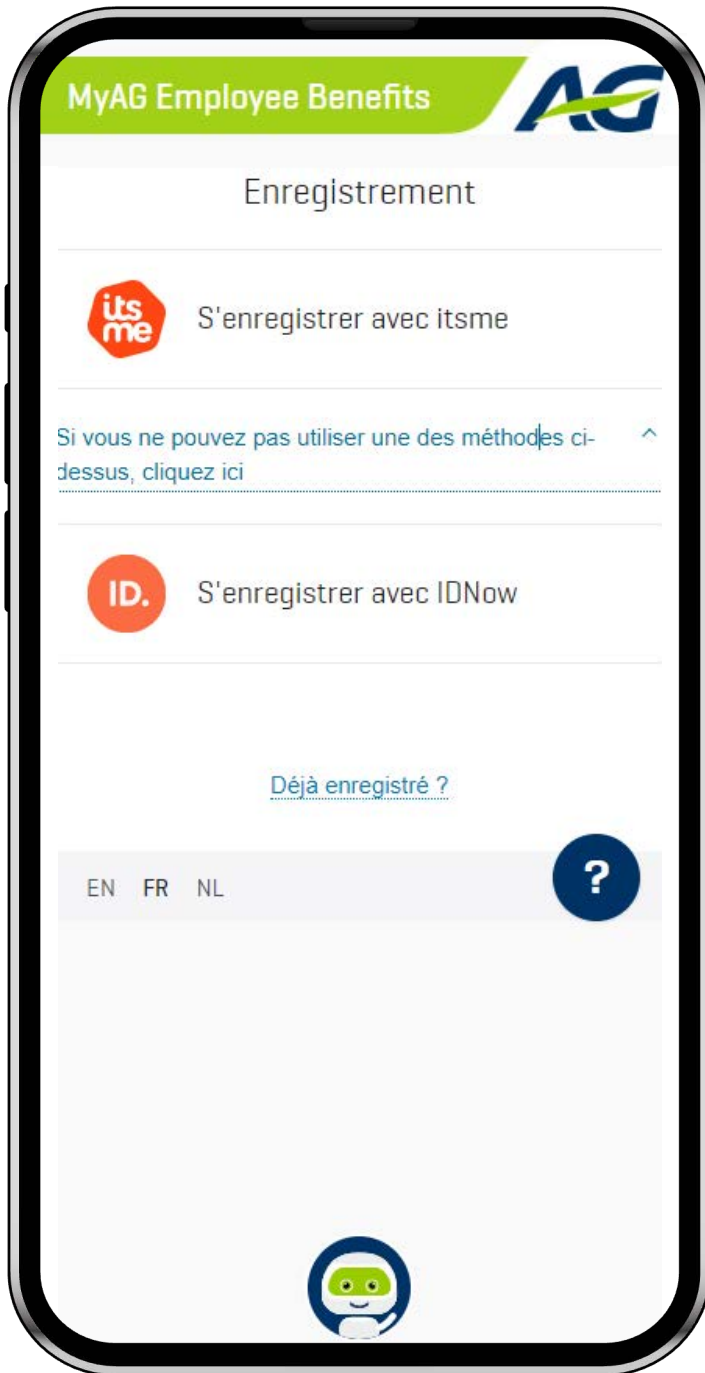 MyAG Employee Benefits
AG
Enregistrement
its
me
S'enregistrer avec itsme
Si vous ne pouvez pas utiliser une des méthodes ci-
dessus, cliquez ici
ID.
S'enregistrer avec IDNow
Déjà enregistré ?
EN FR NL
?